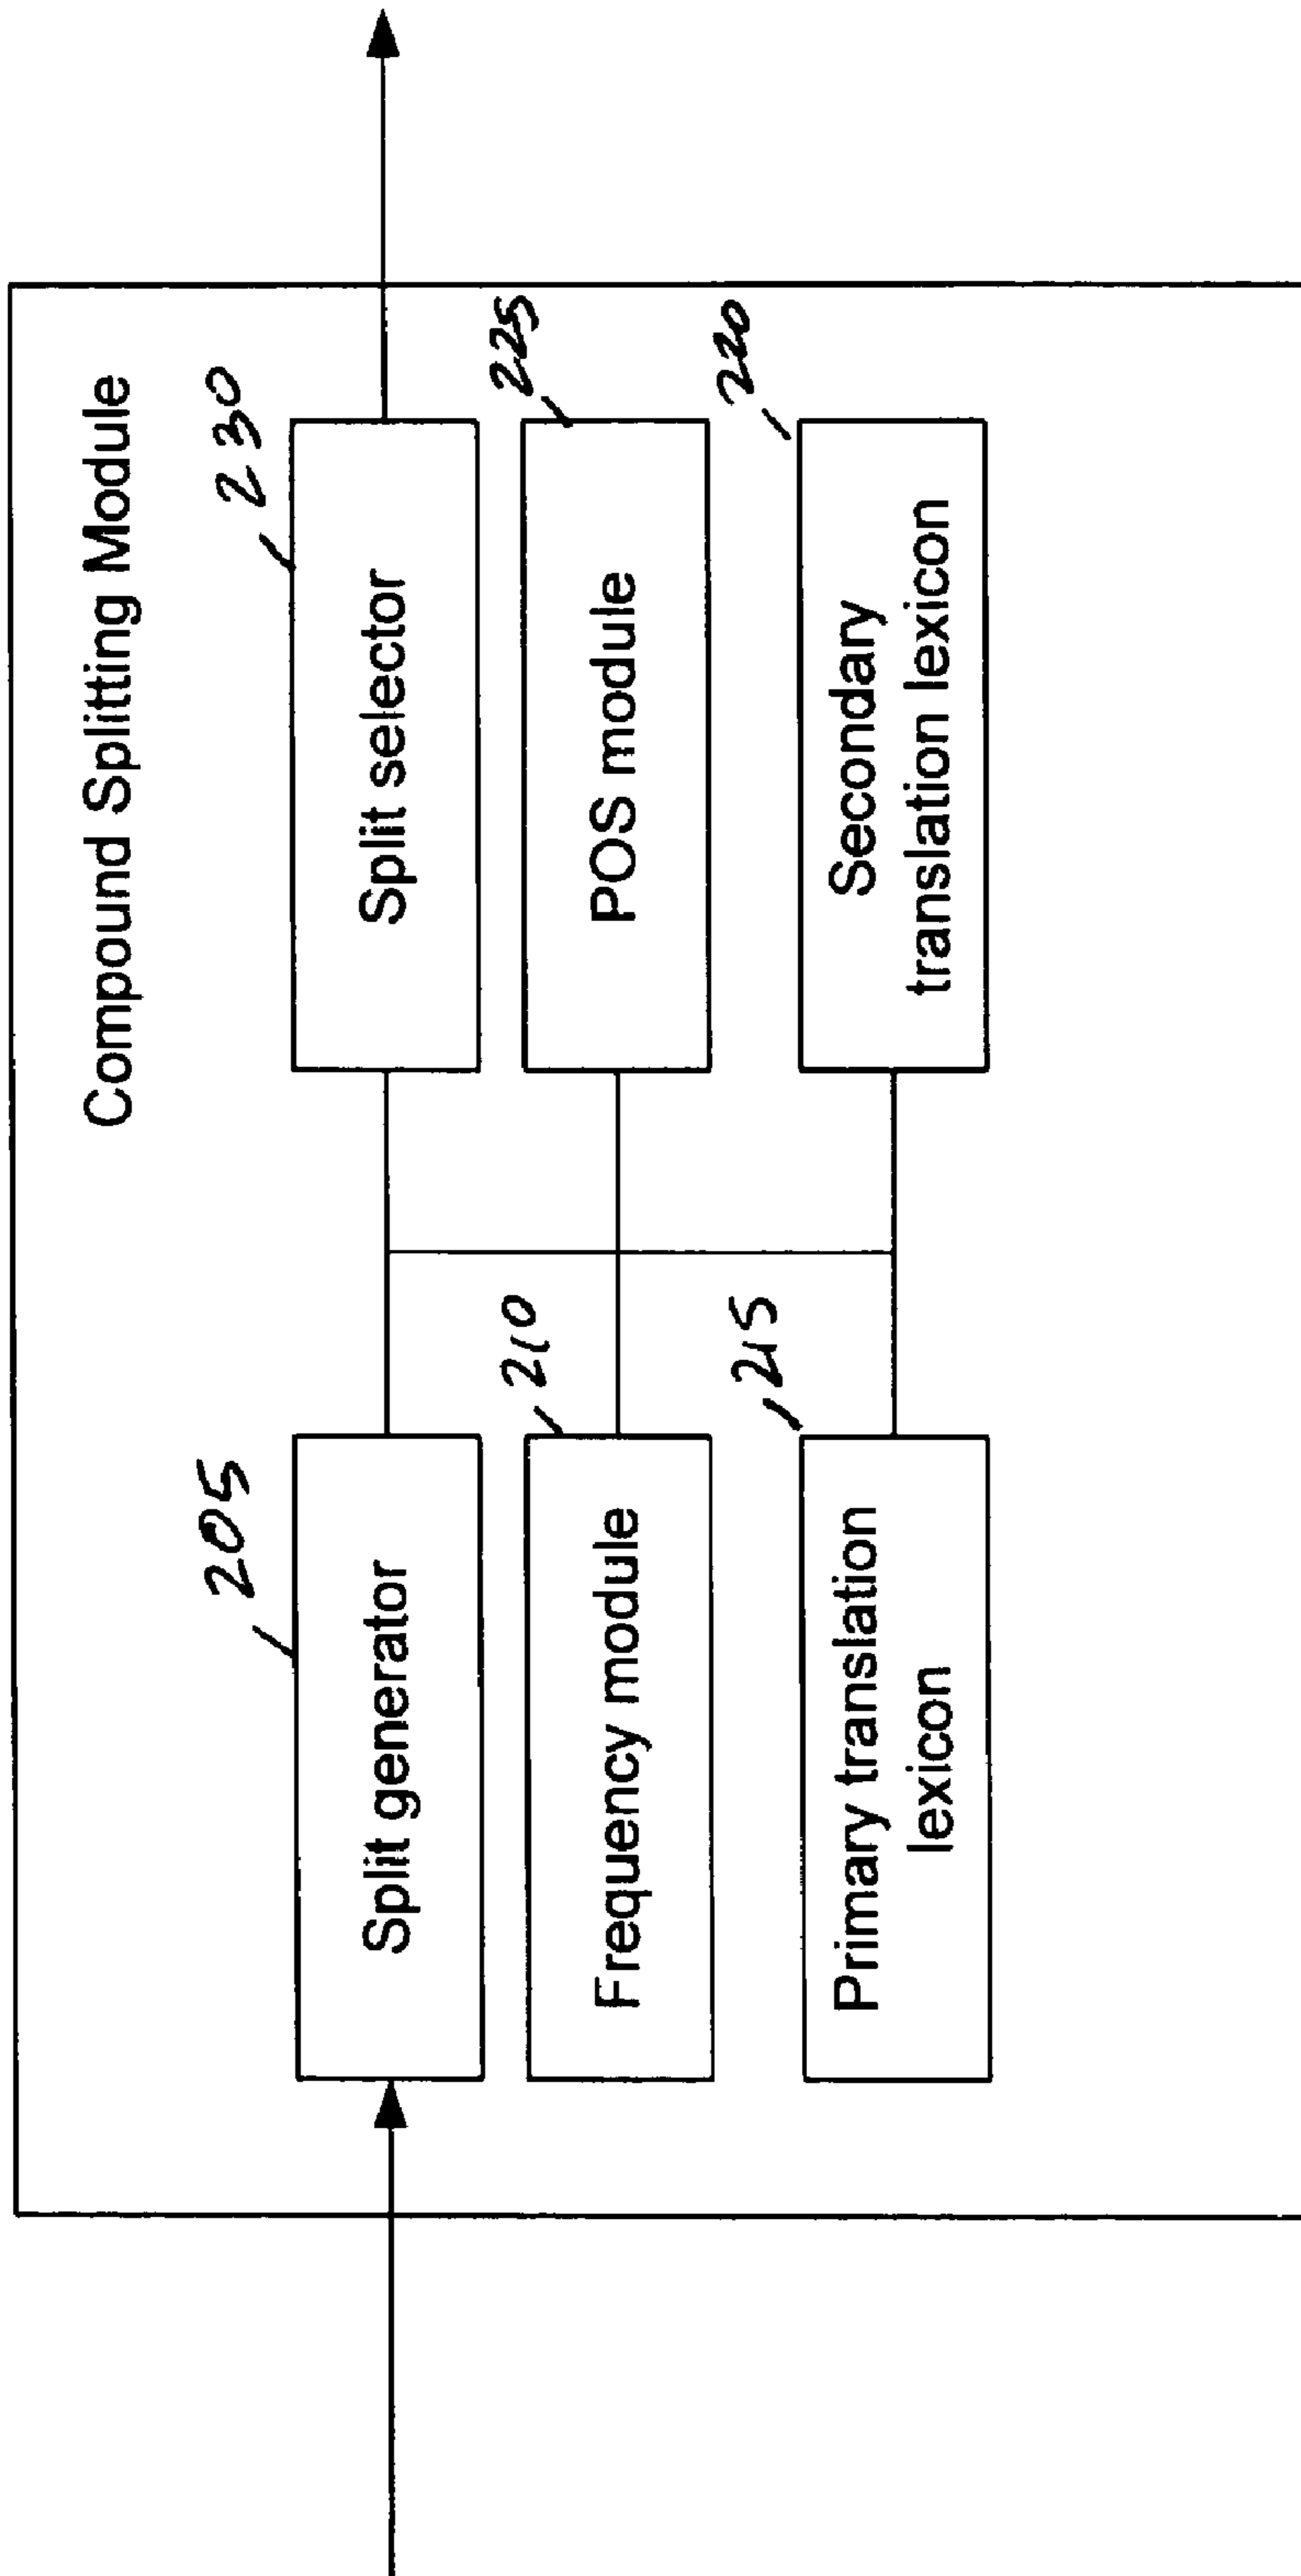 Compound Splitting Module
205
230
Split generator
Split selector
210
225
Frequency module
POS module
215
220
Primary translation
lexicon
Secondary
translation lexicon